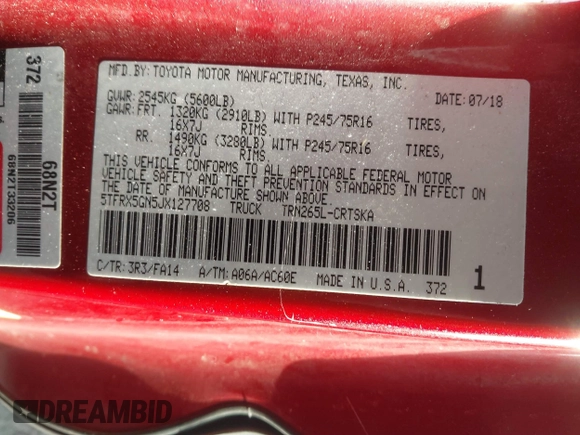 MFD.BY:TOYOTA MOTOR MANUFACTURING, TEXAS, INC.
GVWR:2545KG (5600LB) DATE:07/18
GAWR:FRT. 1320KG (2910LB) WITH P245/75R16 TIRES,
16X7J RIMS.
RR. 1490KG (3280LB) WITH P245/75R16 TIRES,
16X7J RIMS.
THIS VEHICLE CONFORMS TO ALL APPLICABLE FEDERAL MOTOR
VEHICLE SAFETY AND THEFT PREVENTION STANDARDS IN EFFECT ON
THE DATE OF MANUFACTURE SHOWN ABOVE.
5TFRX5GN5JX127708 TRUCK TRN265L-CRTSKA
C/TR:3R3/FA14 A/TM:A06A/AC60E MADE IN U.S.A. 372 1
372
68N2T
68N2T33206
DREAMBID